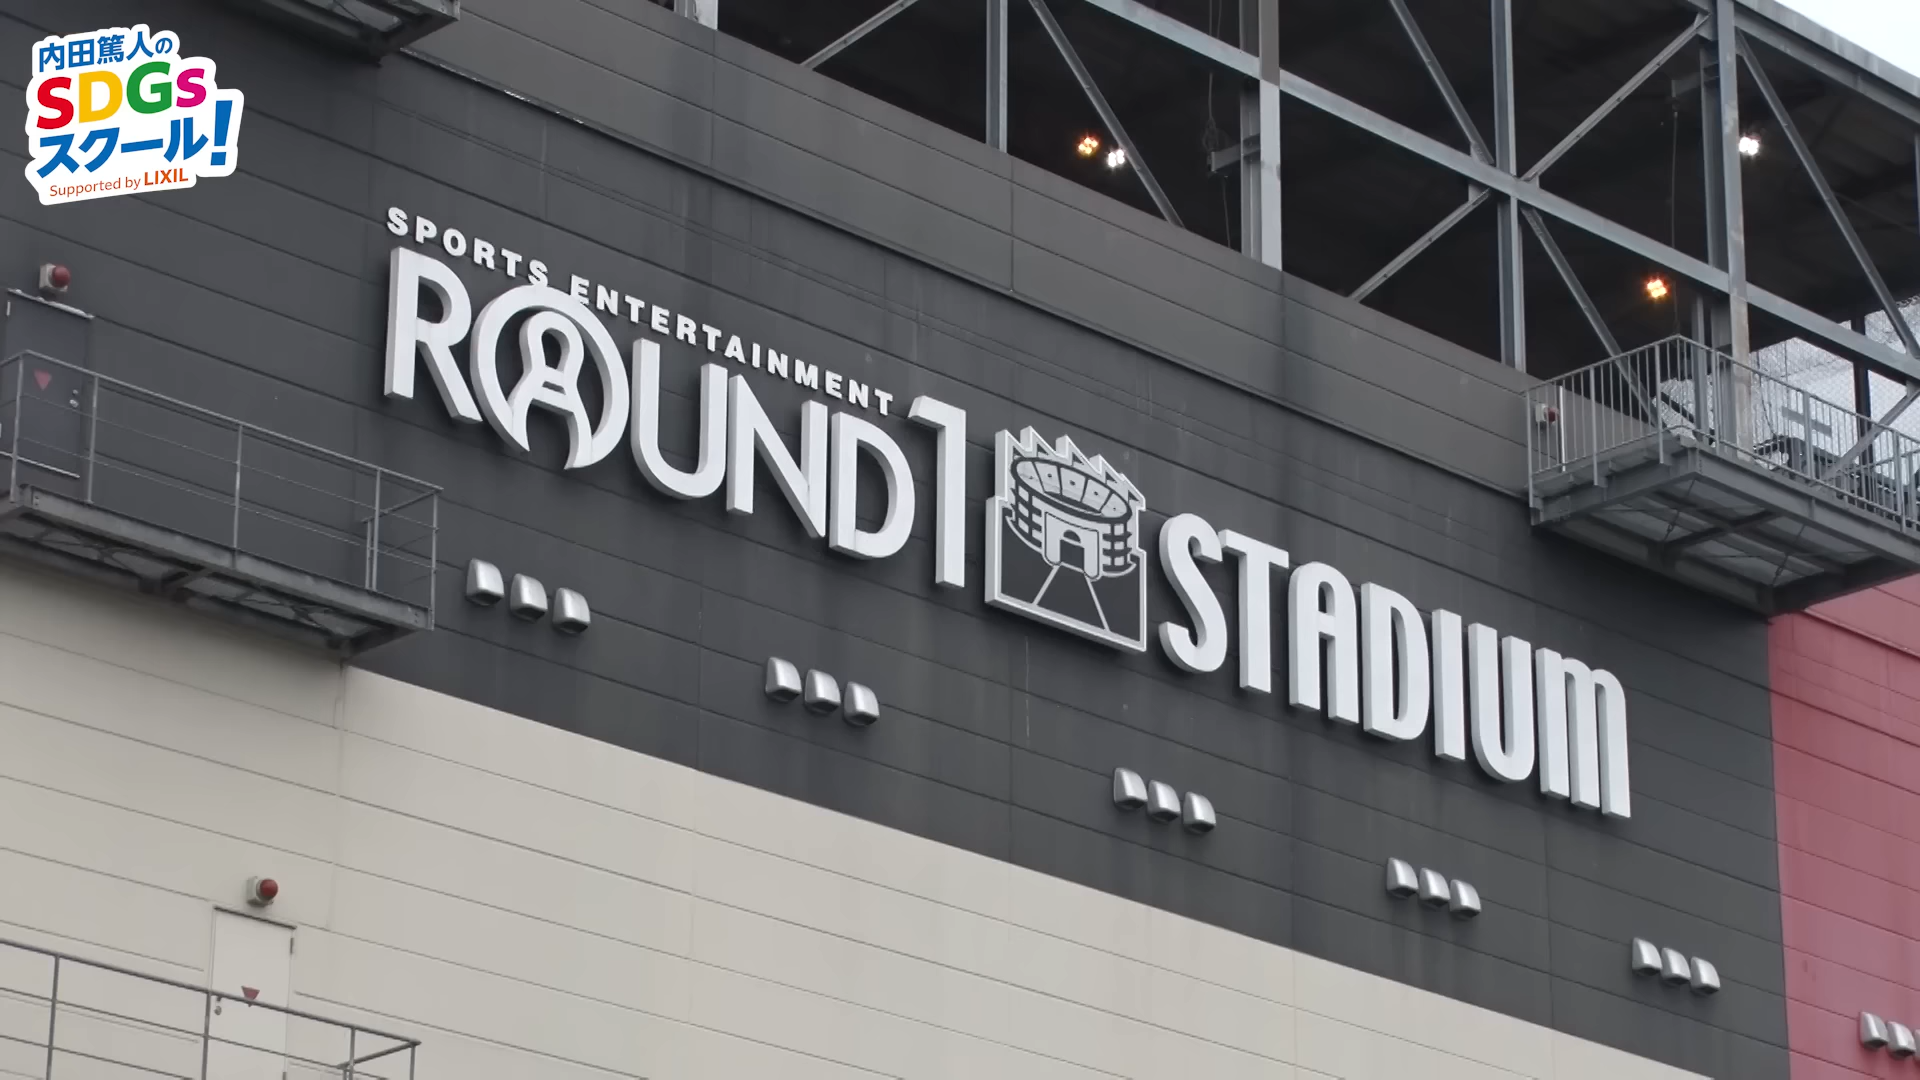 内田篤人の
SDGs
スクール!
Supported by LIXIL
SPORTS ENTERTAINMENT
ROUND1 STADIUM